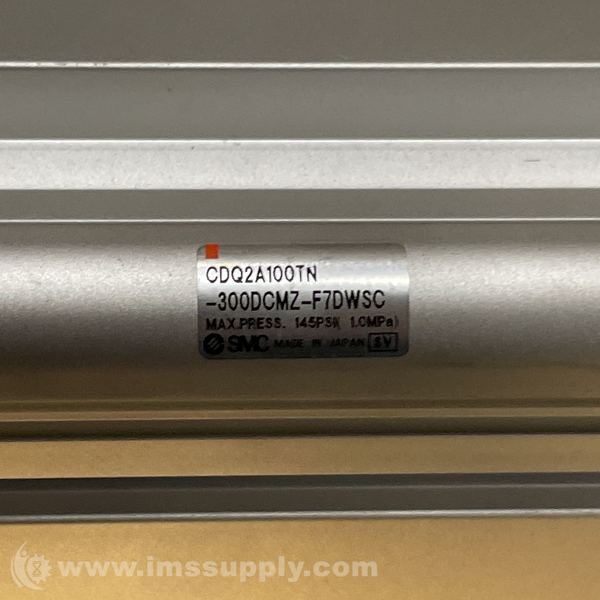 CDQ2A100TN
-300DCMZ-F7DWSC
MAX.PRESS. 145PSI( 1.0MPa)
SMC MADE IN JAPAN SV
www.imssupply.com